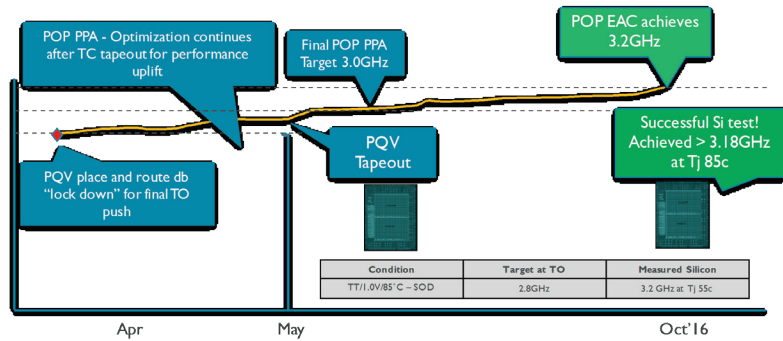 POP PPA - Optimization continues
after TC tapeout for performance
uplift
Final POP PPA
Target 3.0GHz
POP EAC achieves
3.2GHz
PQV
Tapeout
Successful Si test!
Achieved > 3.18GHz
at Tj 85c
PQV place and route db
“lock down” for final TO
push
Condition Target at TO Measured Silicon
TT/1.0V/85°C – SOD 2.8GHz 3.2 GHz at Tj 55c
Apr May Oct'16